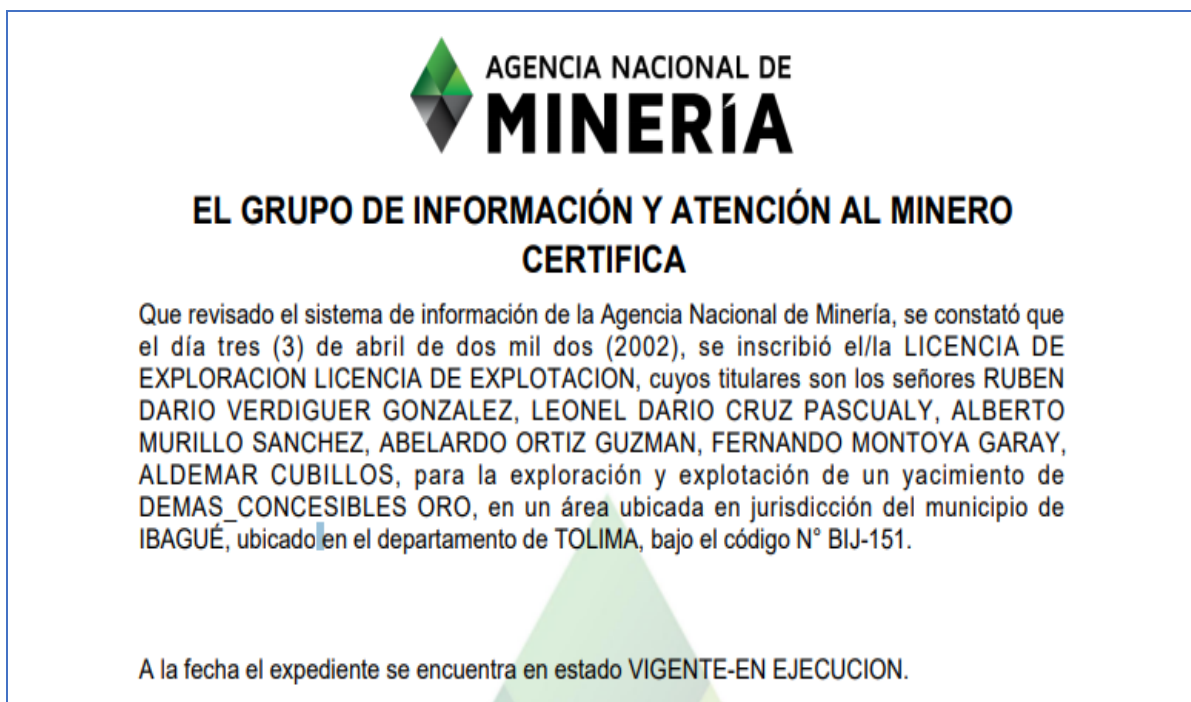 AGENCIA NACIONAL DE
MINERÍA
EL GRUPO DE INFORMACIÓN Y ATENCIÓN AL MINERO
CERTIFICA
Que revisado el sistema de información de la Agencia Nacional de Minería, se constató que
el día tres (3) de abril de dos mil dos (2002), se inscribió el/la LICENCIA DE
EXPLORACION LICENCIA DE EXPLOTACION, cuyos titulares son los señores RUBEN
DARIO VERDIGUER GONZALEZ, LEONEL DARIO CRUZ PASCUALY, ALBERTO
MURILLO SANCHEZ, ABELARDO ORTIZ GUZMAN, FERNANDO MONTOYA GARAY,
ALDEMAR CUBILLOS, para la exploración y explotación de un yacimiento de
DEMAS_CONCESIBLES ORO, en un área ubicada en jurisdicción del municipio de
IBAGUÉ, ubicado en el departamento de TOLIMA, bajo el código N° BIJ-151.
A la fecha el expediente se encuentra en estado VIGENTE-EN EJECUCION.